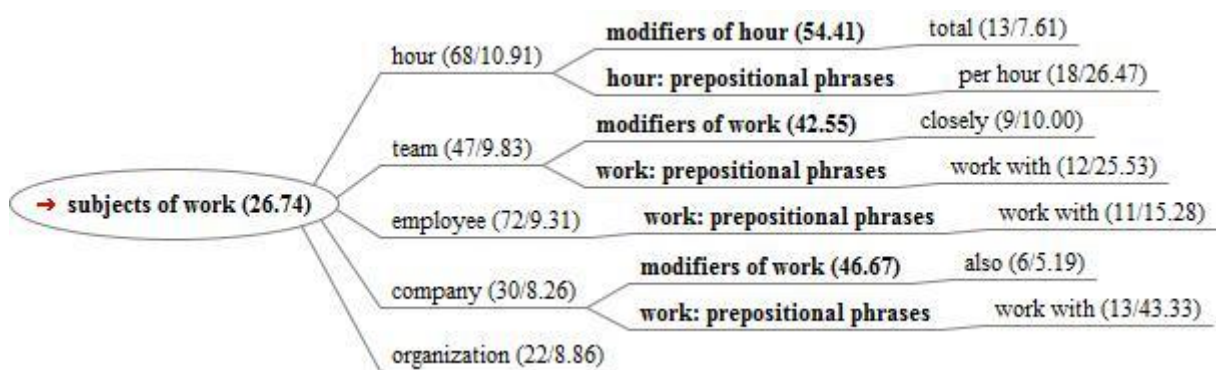 modifiers of hour (54.41) total (13/7.61)
hour (68/10.91)
hour: prepositional phrases per hour (18/26.47)
modifiers of work (42.55) closely (9/10.00)
team (47/9.83)
work: prepositional phrases work with (12/25.53)
→ subjects of work (26.74)
employee (72/9.31) work: prepositional phrases work with (11/15.28)
modifiers of work (46.67) also (6/5.19)
company (30/8.26)
work: prepositional phrases work with (13/43.33)
organization (22/8.86)